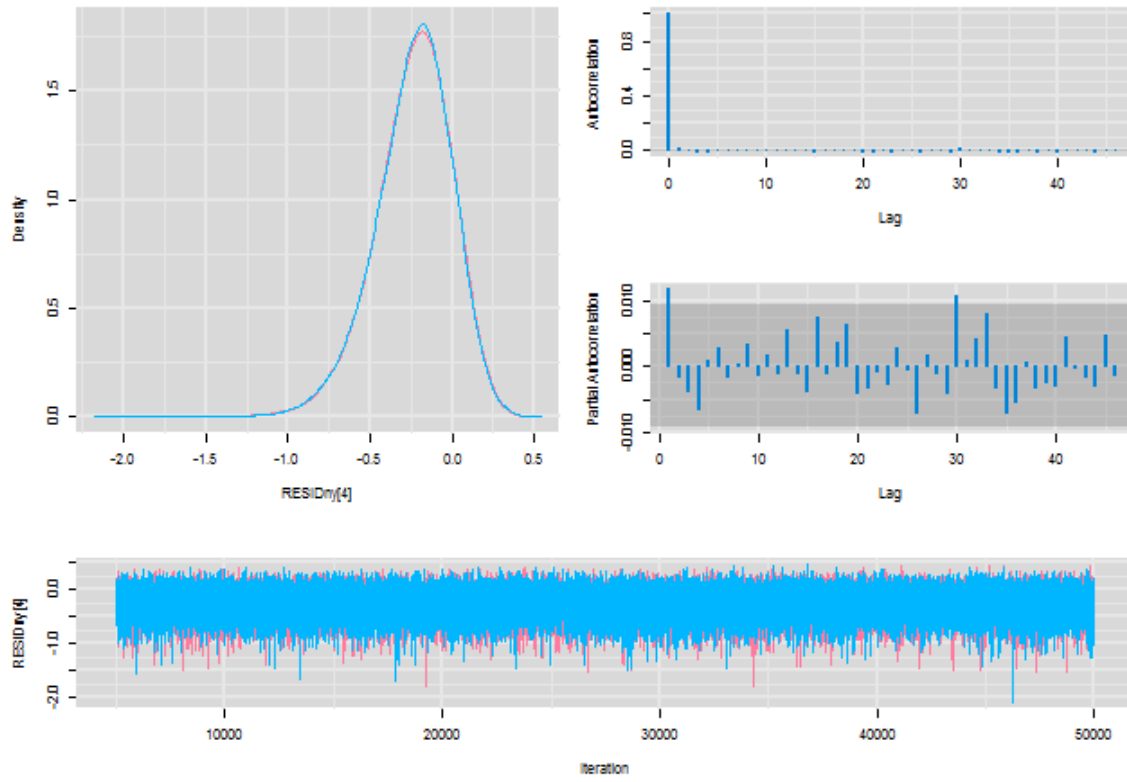 Density
0.0 0.5 1.0 1.5
-2.0 -1.5 -1.0 -0.5 0.0 0.5
RESIDny[4]
Autocorrelation
0.0 0.4 0.8
0 10 20 30 40
Lag
Partial Autocorrelation
-0.010 0.000 0.010
0 10 20 30 40
Lag
RESIDny[4]
-2.0 -1.0 0.0
10000 20000 30000 40000 50000
Iteration